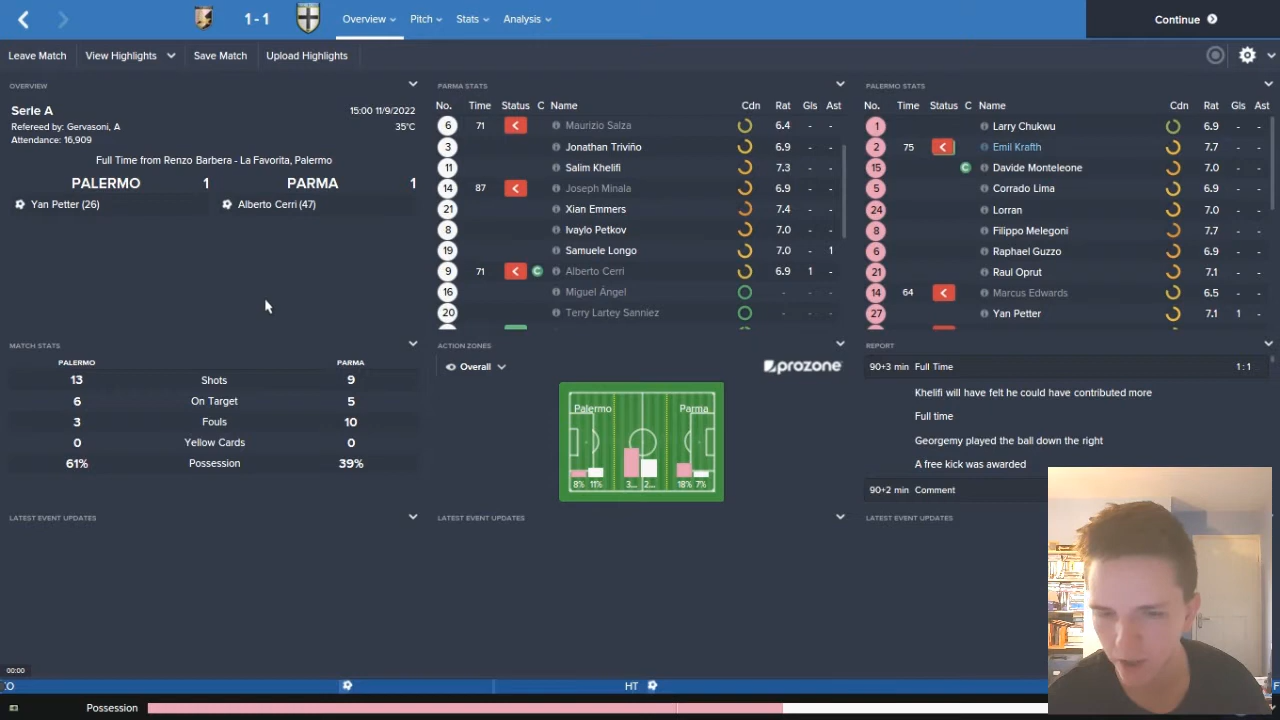 1 - 1
Overview
Pitch
Stats
Analysis
Continue
Leave Match
View Highlights
Save Match
Upload Highlights
OVERVIEW
Serie A 15:00 11/9/2022
Refereed by: Gervasoni, A 35°C
Attendance: 16,909
Full Time from Renzo Barbera - La Favorita, Palermo
PALERMO 1 PARMA 1
Yan Petter (26) Alberto Cerri (47)
PARMA STATS
No. Time Status C Name Cdn Rat Gls Ast
6 71 Maurizio Salza 6.4 - -
3 Jonathan Triviño 6.9 - -
11 Salim Khelifi 7.3 - -
14 87 Joseph Minala 6.9 - -
21 Xian Emmers 7.4 - -
8 Ivaylo Petkov 7.0 - -
19 Samuele Longo 7.0 - 1
9 71 C Alberto Cerri 6.9 1 -
16 Miguel Ángel - - -
20 Terry Lartey Sanniez - - -
PALERMO STATS
No. Time Status C Name Cdn Rat Gls Ast
1 Larry Chukwu 6.9 - -
2 75 Emil Krafth 7.7 - -
15 C Davide Monteleone 7.0 - -
5 Corrado Lima 6.9 - -
24 Lorran 7.0 - -
8 Filippo Melegoni 7.7 - -
6 Raphael Guzzo 6.9 - -
21 Raul Oprut 7.1 - -
14 64 Marcus Edwards 6.5 - -
27 Yan Petter 7.1 1 -
MATCH STATS
PALERMO PARMA
13 Shots 9
6 On Target 5
3 Fouls 10
0 Yellow Cards 0
61% Possession 39%
ACTION ZONES
Overall prozone
Palermo Parma
8% 11% 3... 2... 18% 7%
REPORT
90+3 min Full Time 1 : 1
Khelifi will have felt he could have contributed more
Full time
Georgemy played the ball down the right
A free kick was awarded
90+2 min Comment
LATEST EVENT UPDATES
LATEST EVENT UPDATES
LATEST EVENT UPDATES
00:00
HT
Possession